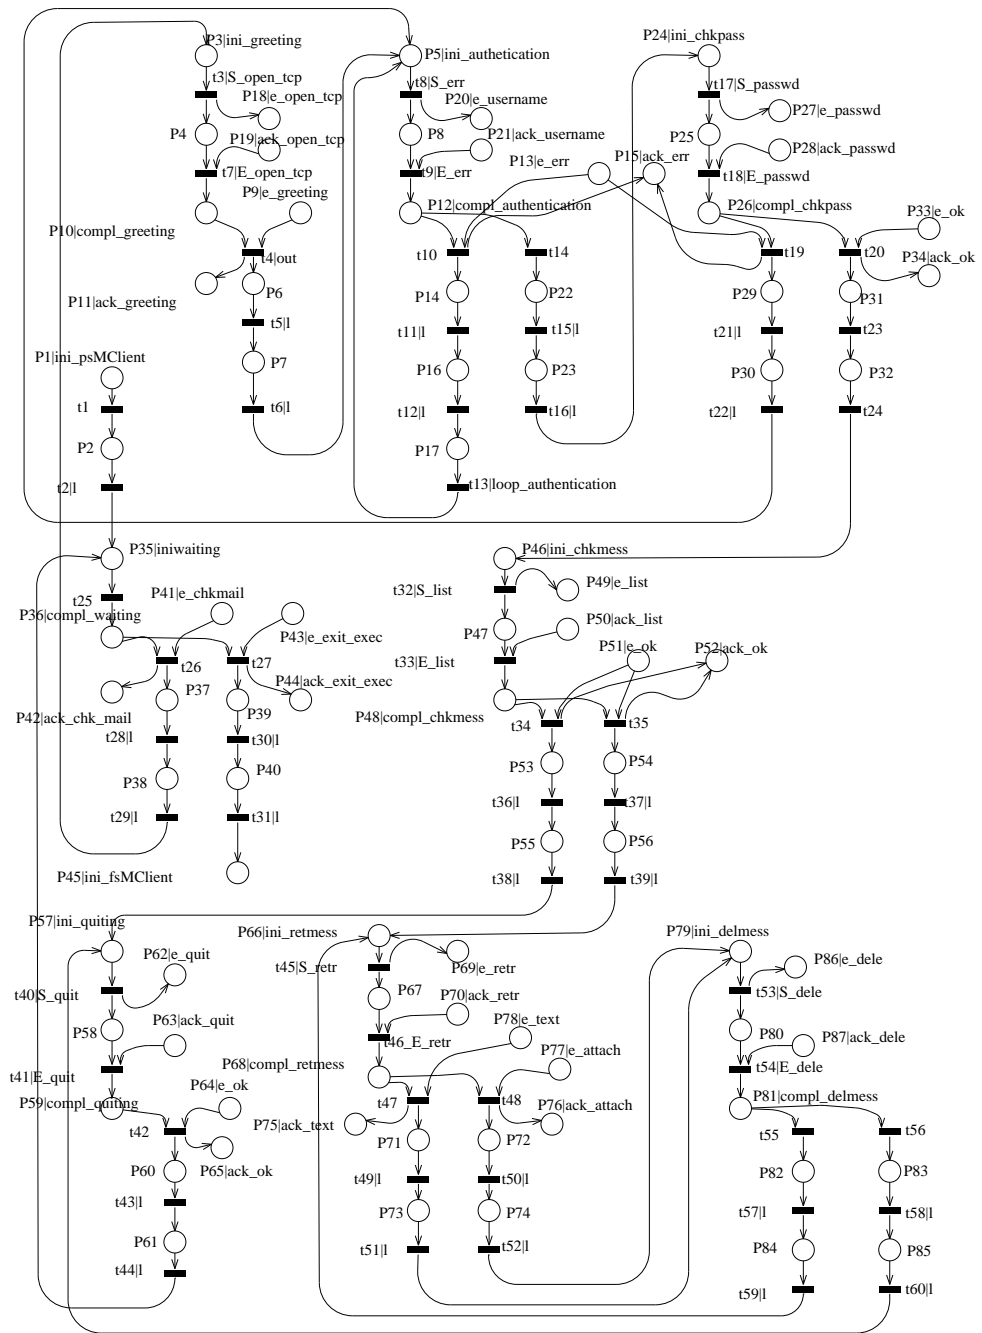 P3|ini_greeting
P24|ini_chkpass
P5|ini_authetication
t3|S_open_tcp
t8|S_err
t17|S_passwd
P18|e_open_tcp
P20|e_username
P27|e_passwd
P4
P19|ack_open_tcp
P8
P21|ack_username
P25
P28|ack_passwd
P13|e_err
P15|ack_err
t7|E_open_tcp
t9|E_err
t18|E_passwd
P9|e_greeting
P12|compl_authentication
P26|compl_chkpass
P33|e_ok
P10|compl_greeting
t4|out
t10
t14
t19
t20
P34|ack_ok
P11|ack_greeting
P6
P14
P22
P29
P31
t5|l
t11|l
t15|l
t21|l
t23
P1|ini_psMClient
P7
P16
P23
P30
P32
t1
t6|l
t12|l
t16|l
t22|l
t24
P2
P17
t2|l
t13|loop_authentication
P35|iniwaiting
P46|ini_chkmess
t25
P41|e_chkmail
t32|S_list
P49|e_list
P36|compl_waiting
P43|e_exit_exec
P47
P50|ack_list
t26
t27
t33|E_list
P51|e_ok
P52|ack_ok
P37
P44|ack_exit_exec
P42|ack_chk_mail
P39
P48|compl_chkmess
t34
t35
t28|l
t30|l
P53
P54
P38
P40
t36|l
t37|l
t29|l
t31|l
P55
P56
P45|ini_fsMClient
t38|l
t39|l
P57|ini_quiting
P66|ini_retmess
P79|ini_delmess
P62|e_quit
t45|S_retr
P69|e_retr
P86|e_dele
t40|S_quit
P67
P70|ack_retr
t53|S_dele
P58
P63|ack_quit
P78|e_text
P80
P87|ack_dele
t46_E_retr
t41|E_quit
P68|compl_retmess
P77|e_attach
t54|E_dele
P59|compl_quiting
P64|e_ok
t47
t48
P81|compl_delmess
t42
P75|ack_text
P76|ack_attach
t55
t56
P60
P65|ack_ok
P71
P72
P82
P83
t43|l
t49|l
t50|l
t57|l
t58|l
P61
P73
P74
P84
P85
t44|l
t51|l
t52|l
t59|l
t60|l